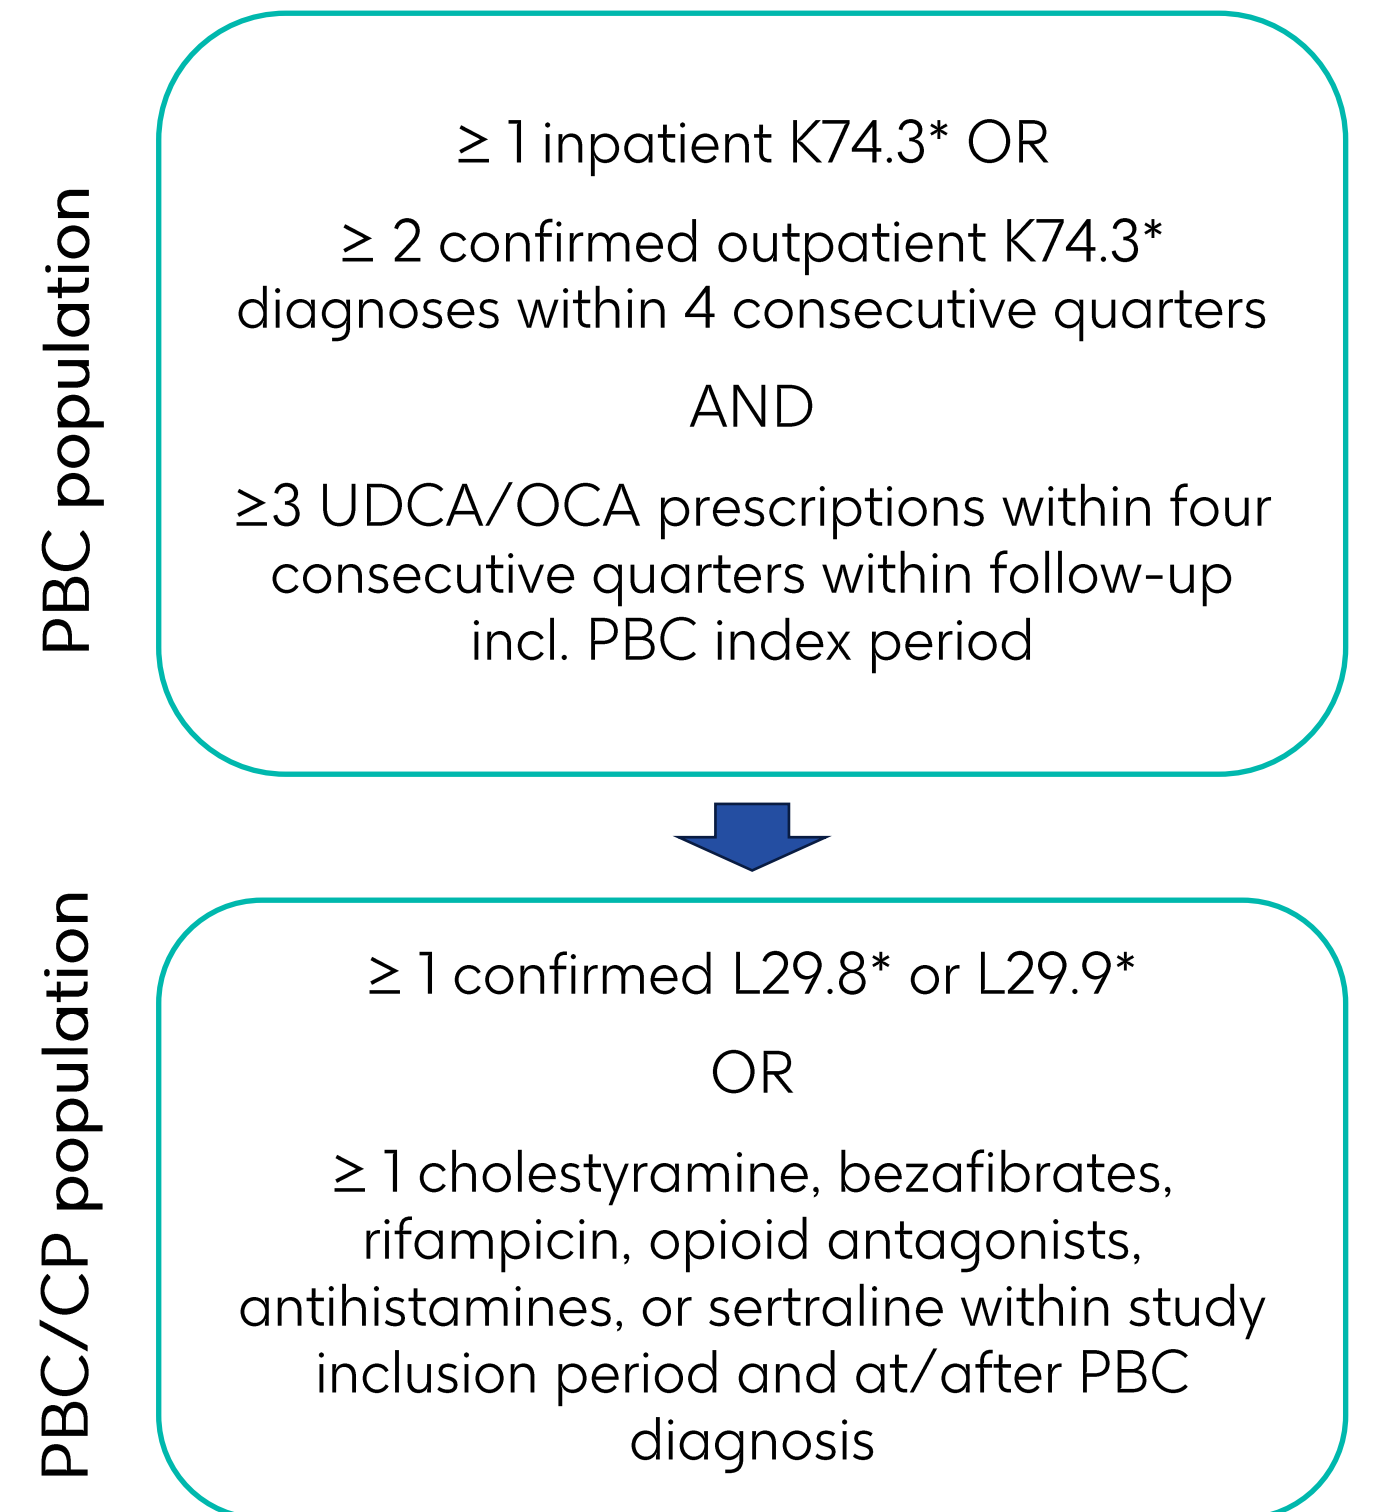 PBC population
≥ 1 inpatient K74.3* OR
≥ 2 confirmed outpatient K74.3*
diagnoses within 4 consecutive quarters
AND
≥3 UDCA/OCA prescriptions within four
consecutive quarters within follow-up
incl. PBC index period
PBC/CP population
≥ 1 confirmed L29.8* or L29.9*
OR
≥ 1 cholestyramine, bezafibrates,
rifampicin, opioid antagonists,
antihistamines, or sertraline within study
inclusion period and at/after PBC
diagnosis